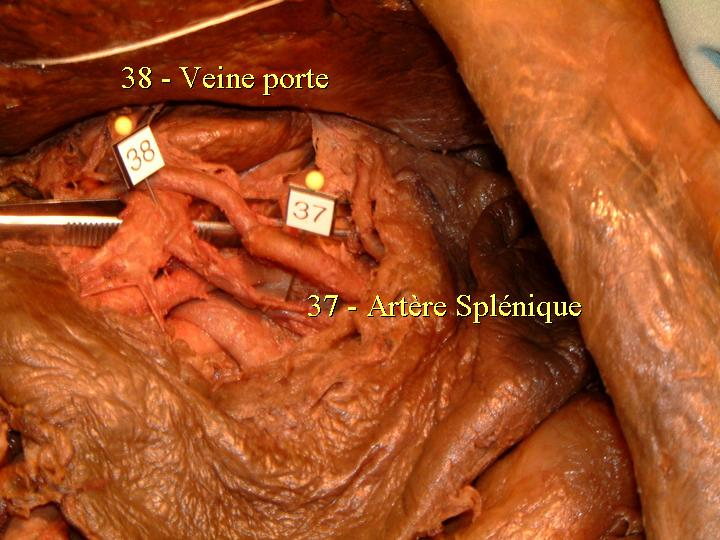 38 - Veine porte
38
37
37 - Artère Splénique